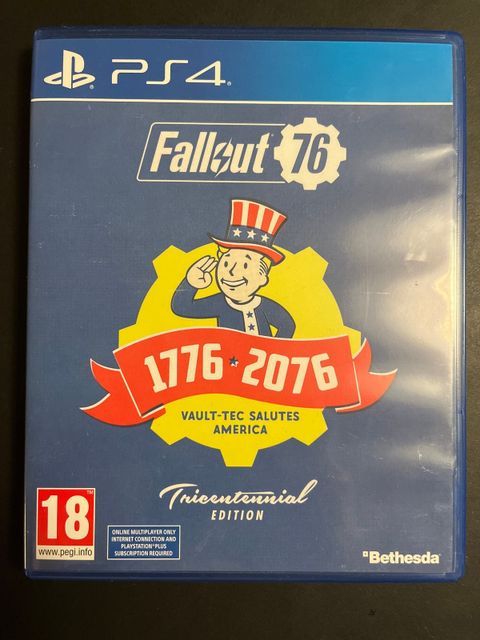 PS4
Fallout 76
1776 ★ 2076
VAULT-TEC SALUTES
AMERICA
Tricentennial
EDITION
18
www.pegi.info
ONLINE MULTIPLAYER ONLY
INTERNET CONNECTION AND
PLAYSTATION®PLUS
SUBSCRIPTION REQUIRED
Bethesda